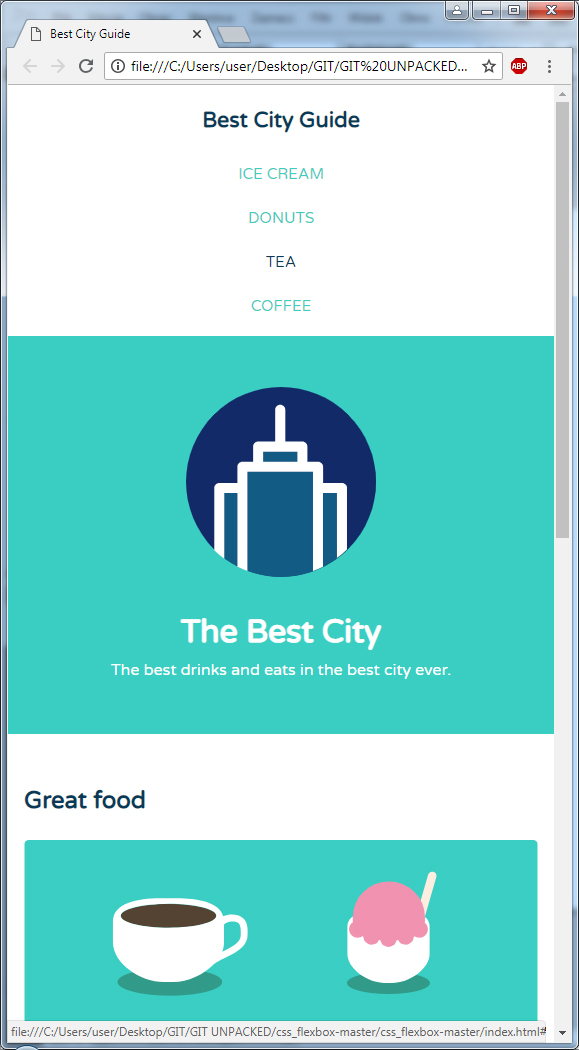 Best City Guide
file:///C:/Users/user/Desktop/GIT/GIT%20UNPACKED...
ABP
Best City Guide
ICE CREAM
DONUTS
TEA
COFFEE
The Best City
The best drinks and eats in the best city ever.
Great food
file:///C:/Users/user/Desktop/GIT/GIT UNPACKED/css_flexbox-master/css_flexbox-master/index.html#